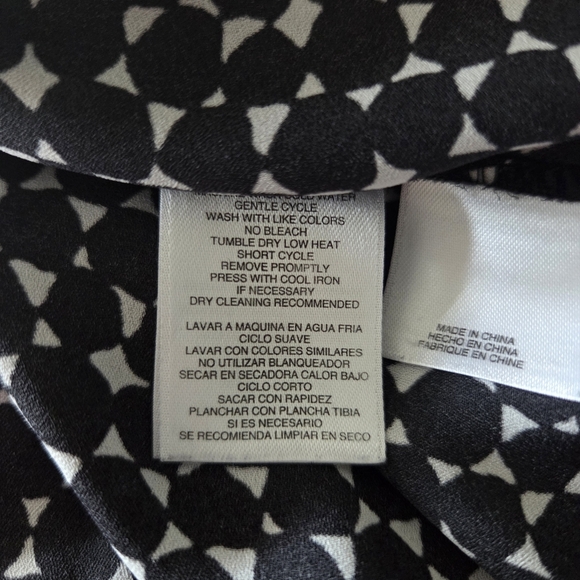 COLD WATER
GENTLE CYCLE
WASH WITH LIKE COLORS
NO BLEACH
TUMBLE DRY LOW HEAT
SHORT CYCLE
REMOVE PROMPTLY
PRESS WITH COOL IRON
IF NECESSARY
DRY CLEANING RECOMMENDED
LAVAR A MAQUINA EN AGUA FRIA
CICLO SUAVE
LAVAR CON COLORES SIMILARES
NO UTILIZAR BLANQUEADOR
SECAR EN SECADORA CALOR BAJO
CICLO CORTO
SACAR CON RAPIDEZ
PLANCHAR CON PLANCHA TIBIA
SI ES NECESARIO
SE RECOMIENDA LIMPIAR EN SECO
MADE IN CHINA
HECHO EN CHINA
FABRIQUE EN CHINE